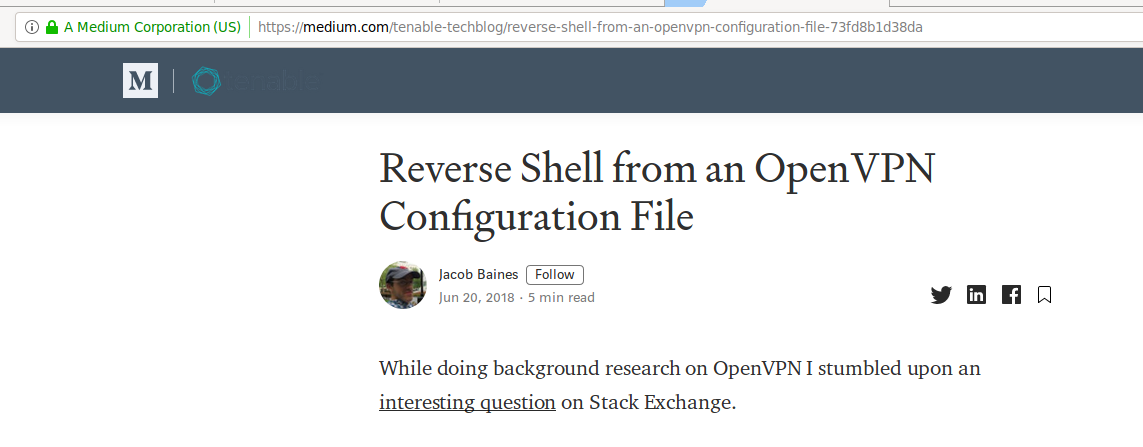 A Medium Corporation (US) https://medium.com/tenable-techblog/reverse-shell-from-an-openvpn-configuration-file-73fd8b1d38da
M tenable
Reverse Shell from an OpenVPN
Configuration File
Jacob Baines Follow
Jun 20, 2018 · 5 min read
While doing background research on OpenVPN I stumbled upon an
interesting question on Stack Exchange.